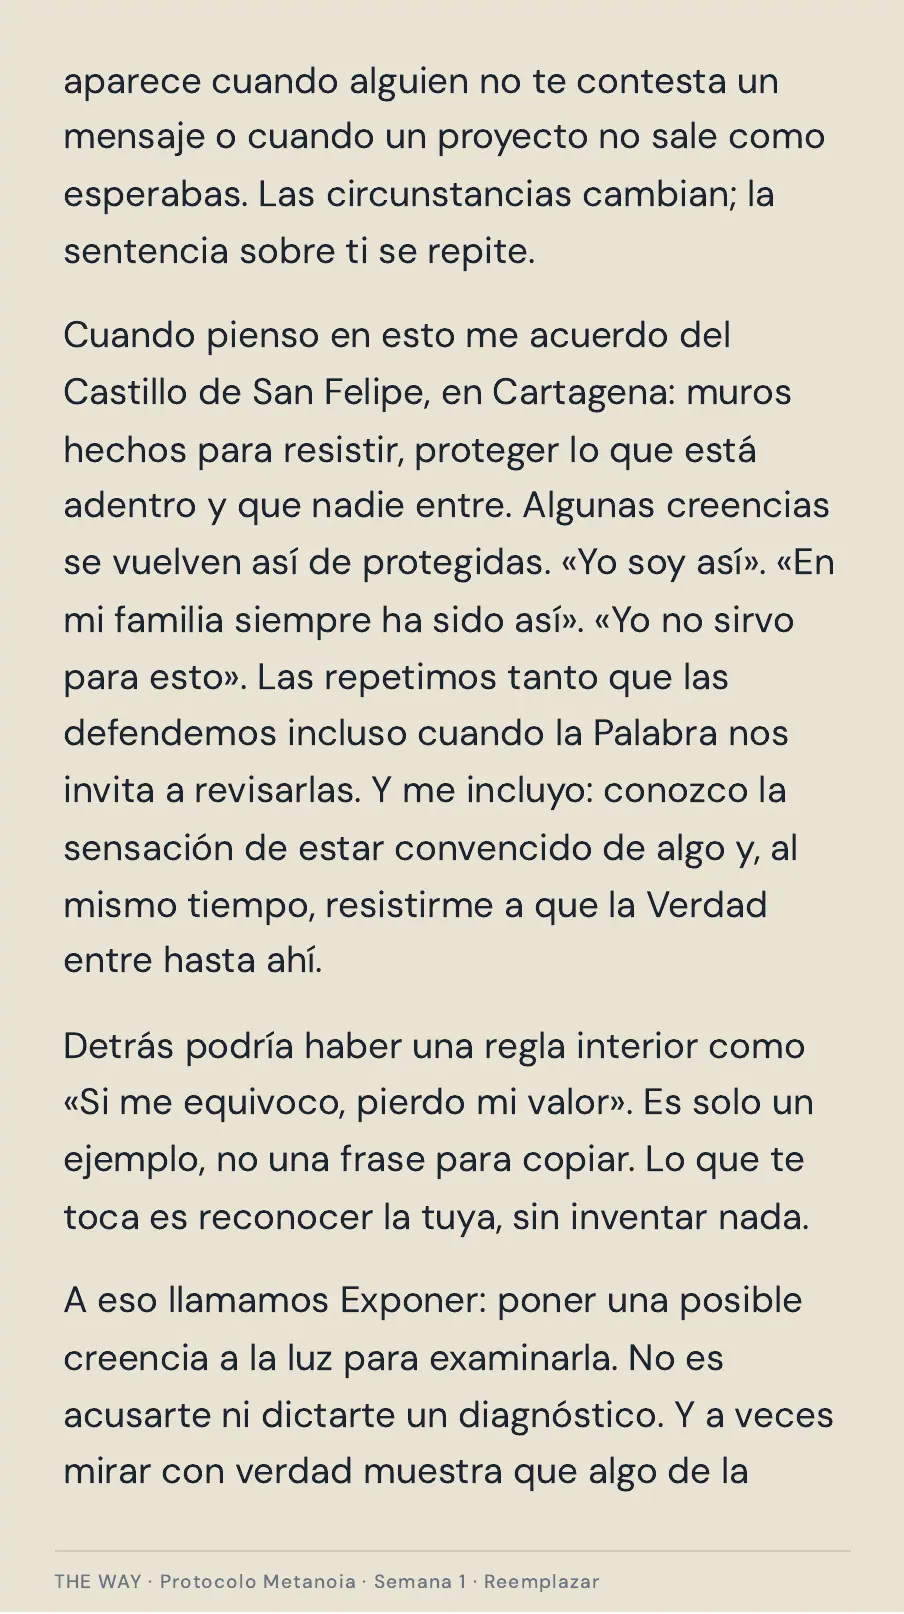 aparece cuando alguien no te contesta un
mensaje o cuando un proyecto no sale como
esperabas. Las circunstancias cambian; la
sentencia sobre ti se repite.
Cuando pienso en esto me acuerdo del
Castillo de San Felipe, en Cartagena: muros
hechos para resistir, proteger lo que está
adentro y que nadie entre. Algunas creencias
se vuelven así de protegidas. «Yo soy así». «En
mi familia siempre ha sido así». «Yo no sirvo
para esto». Las repetimos tanto que las
defendemos incluso cuando la Palabra nos
invita a revisarlas. Y me incluyo: conozco la
sensación de estar convencido de algo y, al
mismo tiempo, resistirme a que la Verdad
entre hasta ahí.
Detrás podría haber una regla interior como
«Si me equivoco, pierdo mi valor». Es solo un
ejemplo, no una frase para copiar. Lo que te
toca es reconocer la tuya, sin inventar nada.
A eso llamamos Exponer: poner una posible
creencia a la luz para examinarla. No es
acusarte ni dictarte un diagnóstico. Y a veces
mirar con verdad muestra que algo de la
THE WAY · Protocolo Metanoia · Semana 1 · Reemplazar